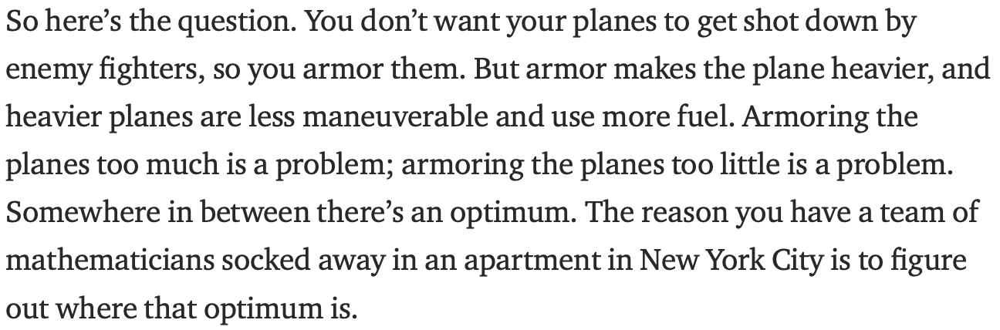 So here’s the question. You don’t want your planes to get shot down by
enemy fighters, so you armor them. But armor makes the plane heavier, and
heavier planes are less maneuverable and use more fuel. Armoring the
planes too much is a problem; armoring the planes too little is a problem.
Somewhere in between there’s an optimum. The reason you have a team of
mathematicians socked away in an apartment in New York City is to figure
out where that optimum is.